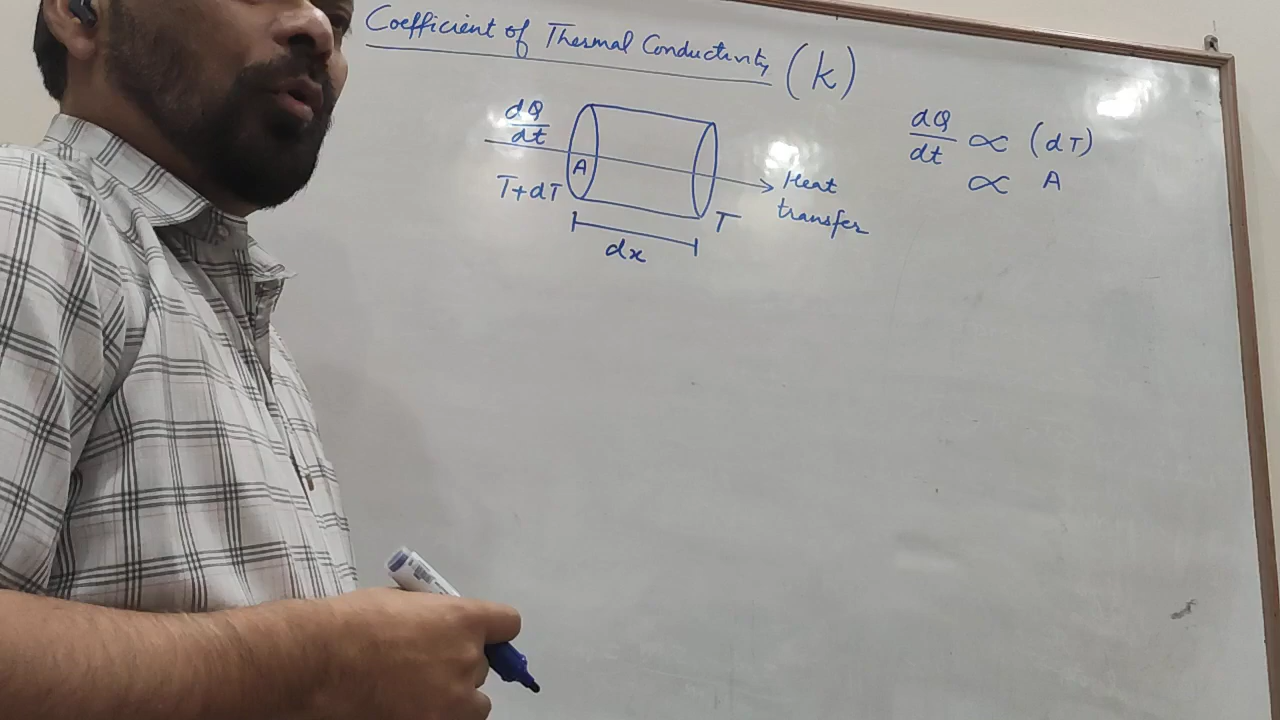 Coefficient of Thermal Conductivity (k)
dQ/dt
A
T+dT
T
dx
Heat
transfer
dQ/dt ∝ (dT)
∝ A